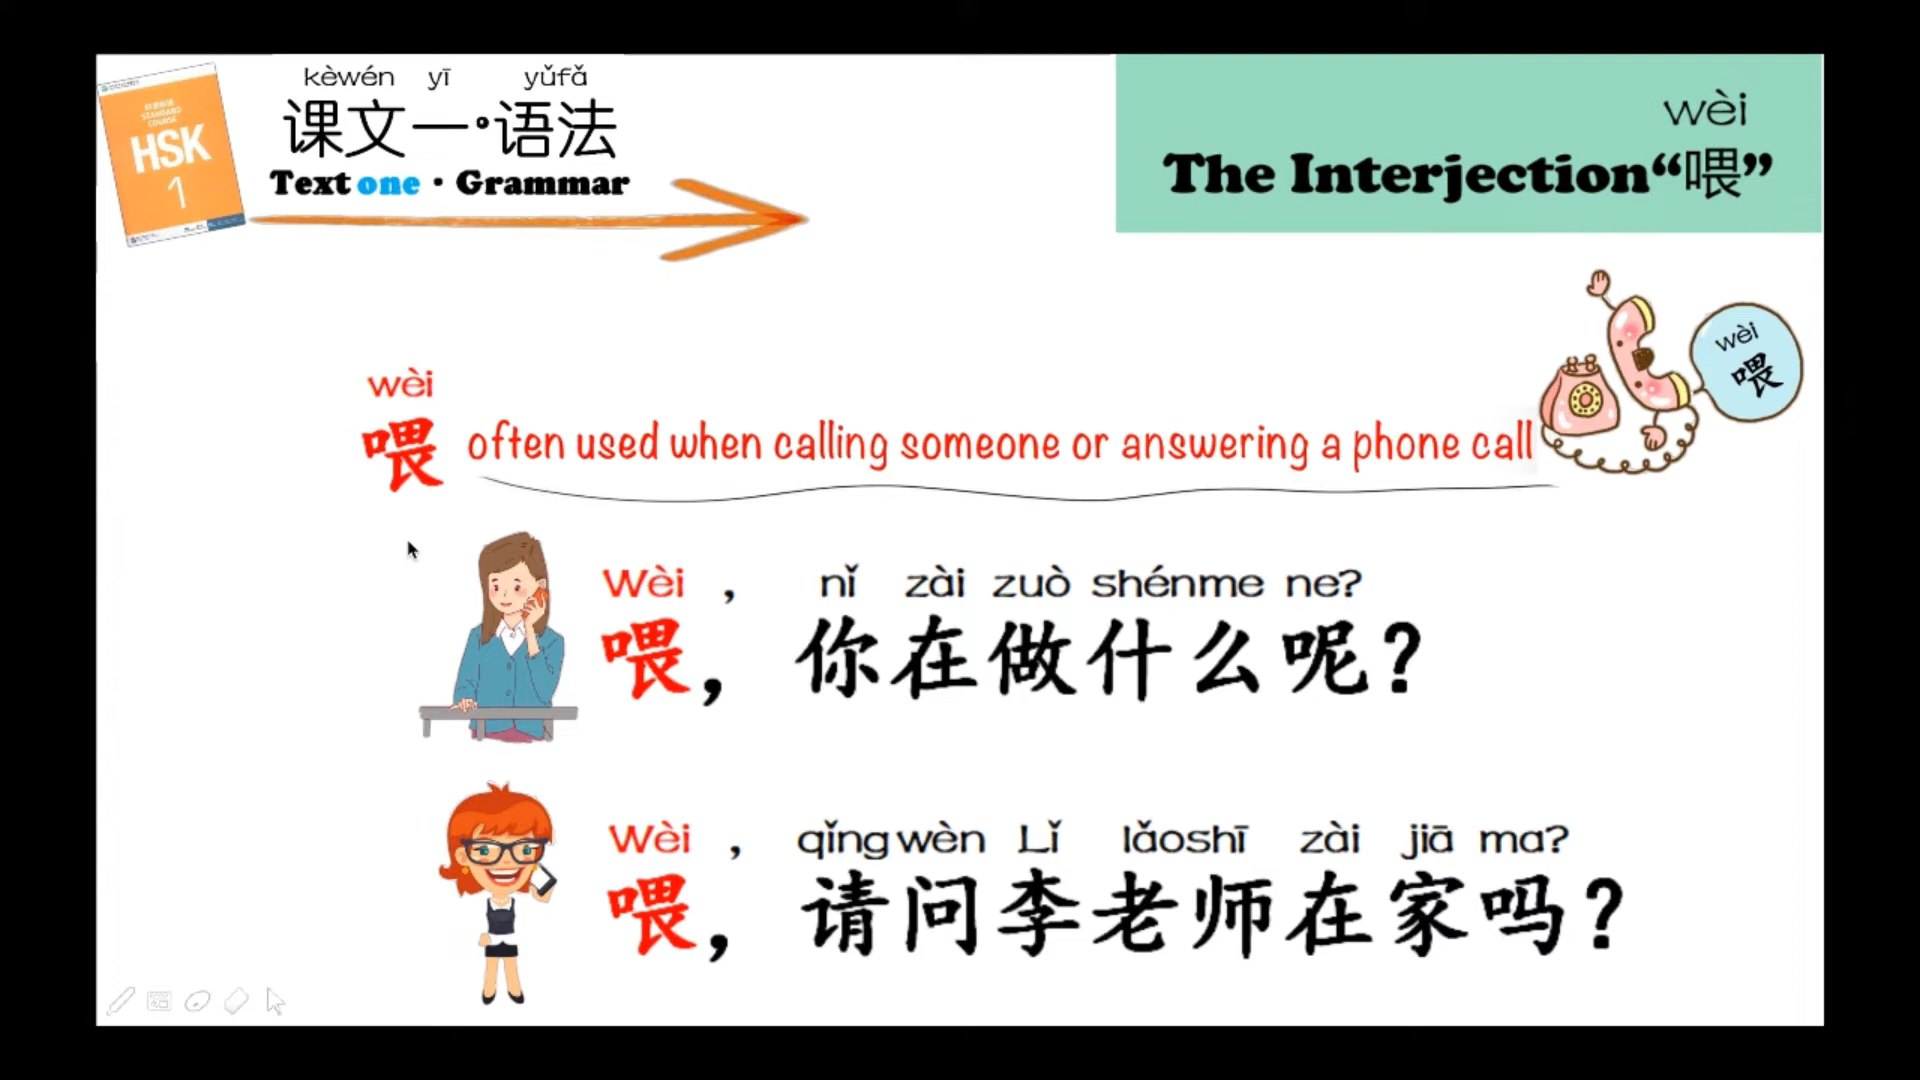 kèwén yī yǔfǎ
课文一·语法
Text one · Grammar
STANDARD
COURSE
HSK
1
wèi
The Interjection“喂”
wèi
喂
wèi
喂 often used when calling someone or answering a phone call
Wèi , nǐ zài zuò shénme ne?
喂，你在做什么呢？
Wèi , qǐngwèn Lǐ lǎoshī zài jiā ma?
喂，请问李老师在家吗？